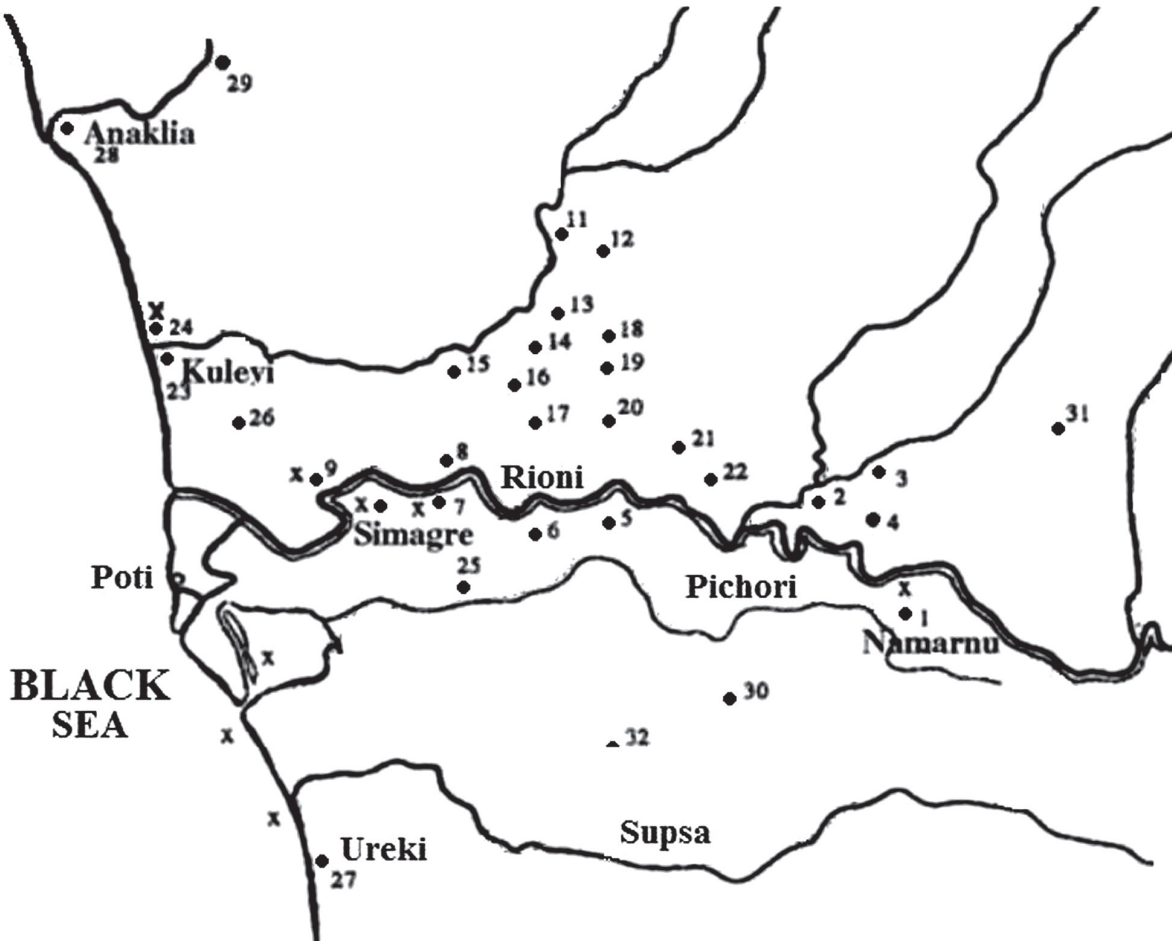 29
Anaklia
28
11
12
13
x
24
18
14
15
19
Kulevi
16
23
26
17
20
31
21
8
x 9
Rioni
22
3
2
x
x
7
Simagre
6
5
4
25
Poti
Pichori
x
1
Namarnu
x
BLACK
SEA
30
x
32
x
Supsa
Ureki
27